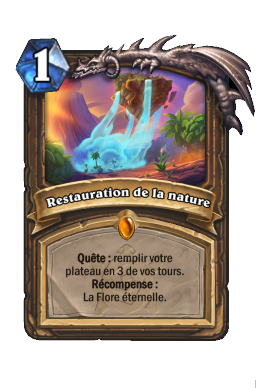 1
Restauration de la nature
Quête : remplir votre
plateau en 3 de vos tours.
Récompense :
La Flore éternelle.